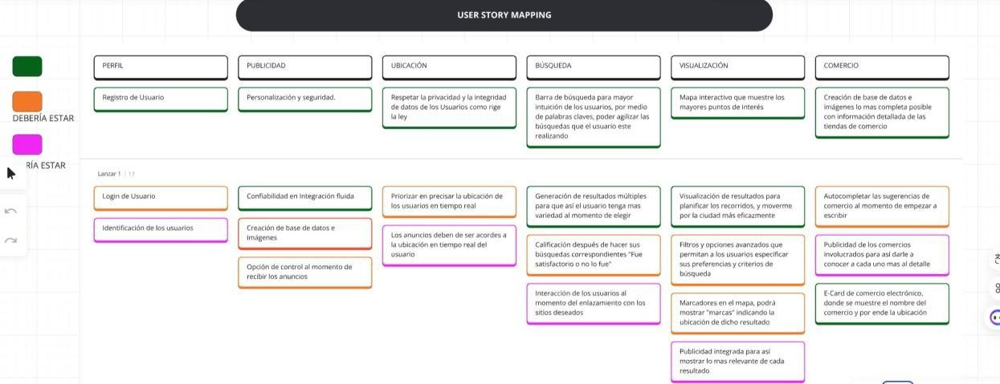 USER STORY MAPPING
DEBERÍA ESTAR
RÍA ESTAR
PERFIL
PUBLICIDAD
UBICACIÓN
BÚSQUEDA
VISUALIZACIÓN
COMERCIO
Registro de Usuario
Personalización y seguridad.
Respetar la privacidad y la integridad
de datos de los Usuarios como rige
la ley
Barra de búsqueda para mayor
intuición de los usuarios, por medio
de palabras claves, poder agilizar las
búsquedas que el usuario este
realizando
Mapa interactivo que muestre los
mayores puntos de interés
Creación de base de datos e
imágenes lo mas completa posible
con información detallada de las
tiendas de comercio
Lanzar 1 | 17
Login de Usuario
Identificación de los usuarios
Confiabilidad en Integración fluida
Creación de base de datos e
imágenes
Opción de control al momento de
recibir los anuncios
Priorizar en precisar la ubicación de
los usuarios en tiempo real
Los anuncios deben de ser acordes a
la ubicación en tiempo real del
usuario
Generación de resultados múltiples
para que así el usuario tenga mas
variedad al momento de elegir
Calificación después de hacer sus
búsquedas correspondientes "Fue
satisfactorio o no lo fue"
Interacción de los usuarios al
momento del enlazamiento con los
sitios deseados
Visualización de resultados para
planificar los recorridos, y moverme
por la ciudad más eficazmente
Filtros y opciones avanzados que
permitan a los usuarios especificar
sus preferencias y criterios de
búsqueda
Marcadores en el mapa, podrá
mostrar "marcas" indicando la
ubicación de dicho resultado
Publicidad integrada para así
mostrar lo mas relevante de cada
resultado
Autocompletar las sugerencias de
comercio al momento de empezar a
escribir
Publicidad de los comercios
involucrados para así darle a
conocer a cada uno mas al detalle
E-Card de comercio electrónico,
donde se muestre el nombre del
comercio y por ende la ubicación